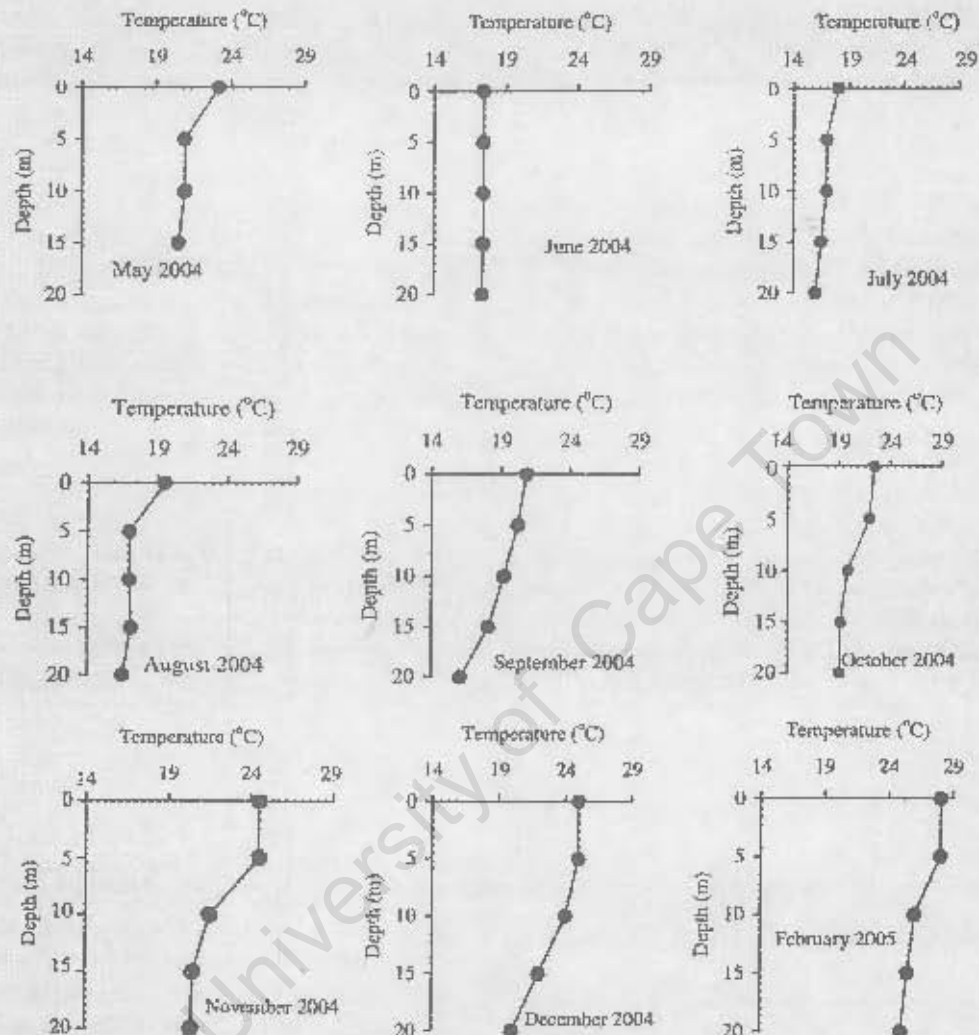 Temperature (°C) Temperature (°C) Temperature (°C)
14 19 24 29 14 19 24 29 14 19 24 29
0 0 0
5 5 5
10 10 10
15 15 15
20 20 20
Depth (m) Depth (m) Depth (m)
May 2004 June 2004 July 2004
Temperature (°C) Temperature (°C) Temperature (°C)
14 19 24 29 14 19 24 29 14 19 24 29
0 0 0
5 5 5
10 10 10
15 15 15
20 20 20
Depth (m) Depth (m) Depth (m)
August 2004 September 2004 October 2004
Temperature (°C) Temperature (°C) Temperature (°C)
14 19 24 29 14 19 24 29 14 19 24 29
0 0 0
5 5 5
10 10 10
15 15 15
20 20 20
Depth (m) Depth (m) Depth (m)
November 2004 December 2004 February 2005
University of Cape Town